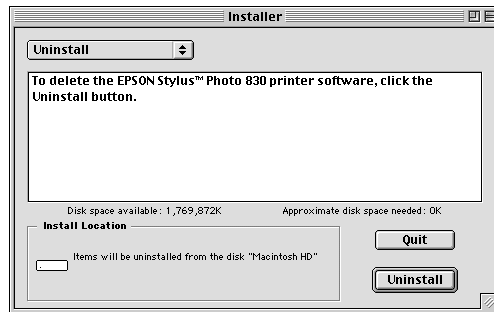 Installer
Uninstall
To delete the EPSON Stylus™ Photo 830 printer software, click the
Uninstall button.
Disk space available: 1,769,872K Approximate disk space needed: 0K
Install Location
Items will be uninstalled from the disk "Macintosh HD"
Quit
Uninstall